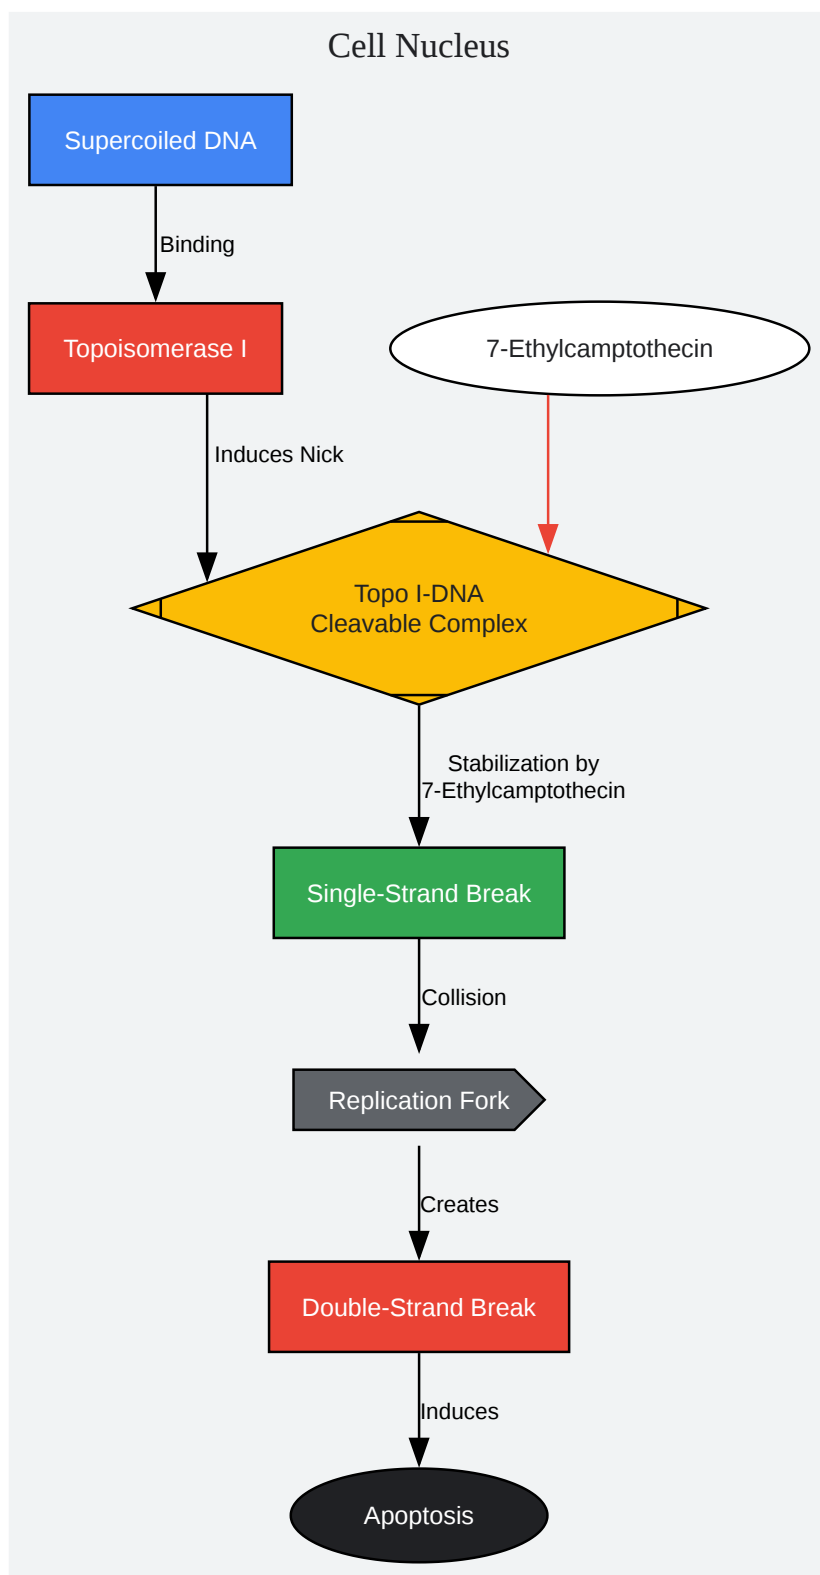 Cell Nucleus
Supercoiled DNA
Binding
Topoisomerase I
7-Ethylcamptothecin
Induces Nick
Topo I-DNA
Cleavable Complex
Stabilization by
7-Ethylcamptothecin
Single-Strand Break
Collision
Replication Fork
Creates
Double-Strand Break
Induces
Apoptosis